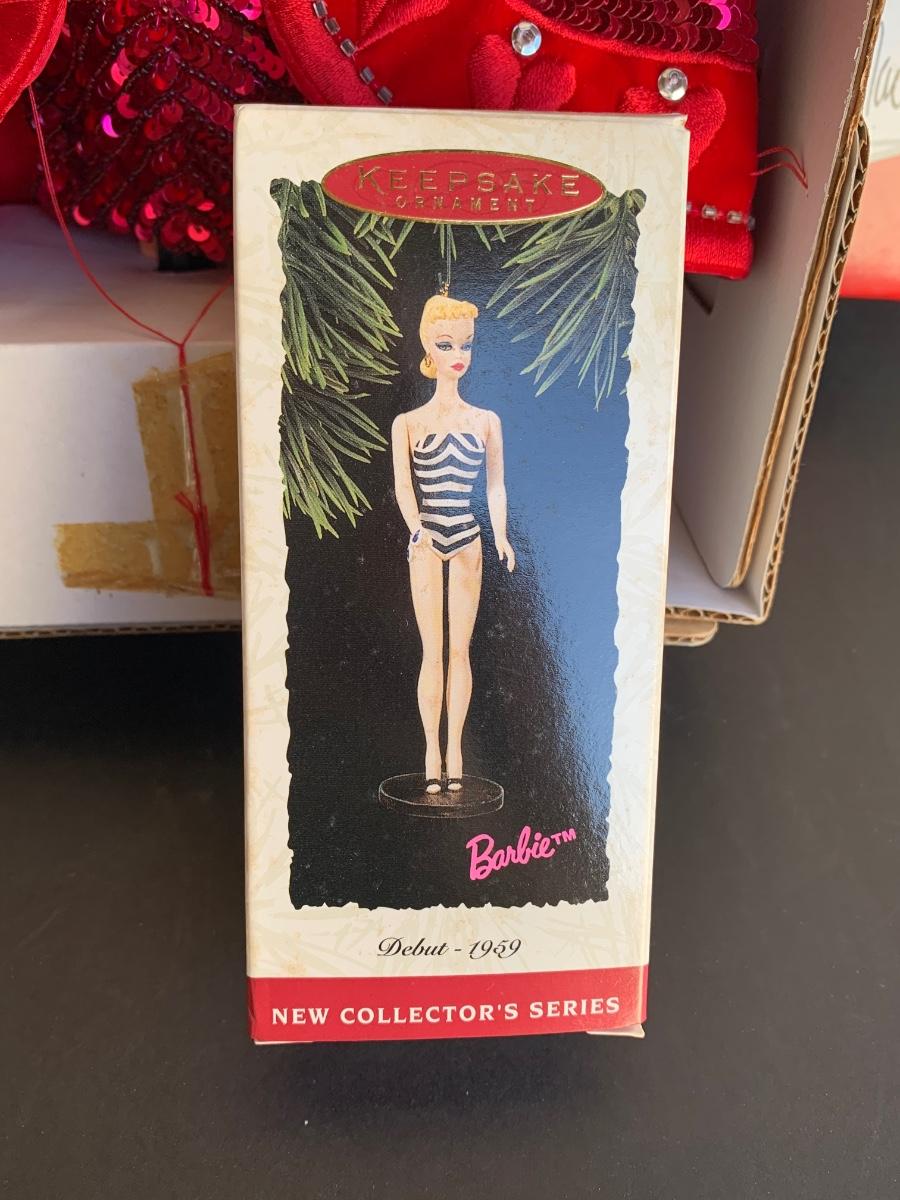 KEEPSAKE
ORNAMENT
Barbie™
Debut - 1959
NEW COLLECTOR'S SERIES